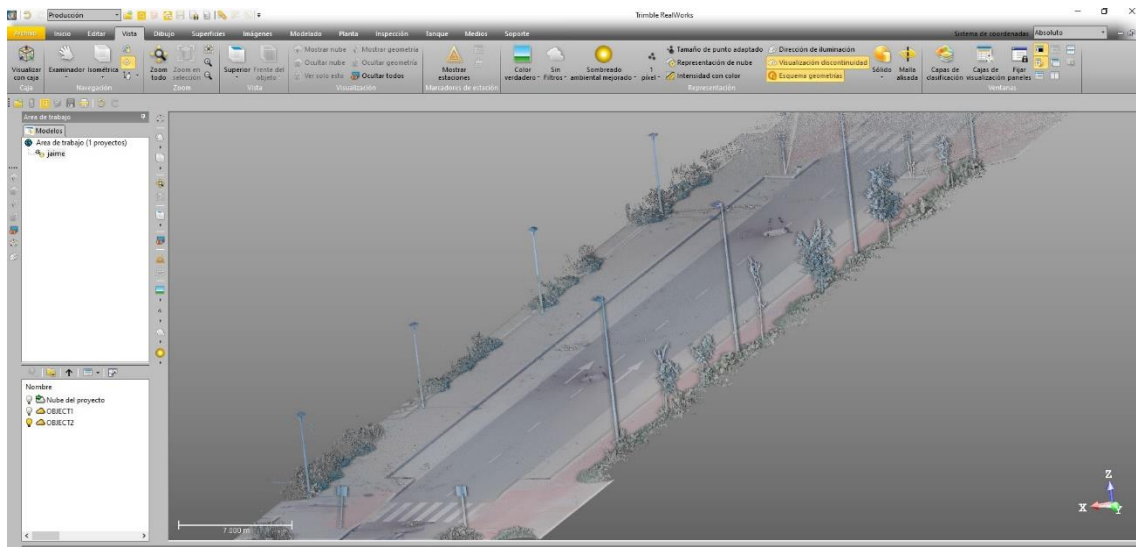 Producción
Trimble RealWorks
Archivo Inicio Editar Vista Dibujo Superficies Imágenes Modelado Planta Inspección Tanque Medios Soporte
Sistema de coordenadas Absoluto
Mostrar nube Mostrar geometria
Ocultar nube Ocultar geometria
Ver solo esto Ocultar todos
Tamaño de punto adaptado Dirección de iluminación
Representación de nube Visualización discontinuidad
Intensidad con color Esquema geometrías
Visualizar con caja
Examinador Isométrica
Zoom todo
Zoom en selección
Superior
Frente del objeto
Mostrar estaciones
Color verdadero
Sin Filtros
Sombreado ambiental mejorado
1 píxel
Sólido
Malla alisada
Capas de clasificación
Cajas de visualización
Fijar paneles
Caja Navegación Zoom Vista Visualización Marcadores de estación Representación Ventanas
Área de trabajo
Modelos
Área de trabajo (1 proyectos)
jaime
Nombre
Nube del proyecto
OBJECT1
OBJECT2
7.000 m
Z
X
Y